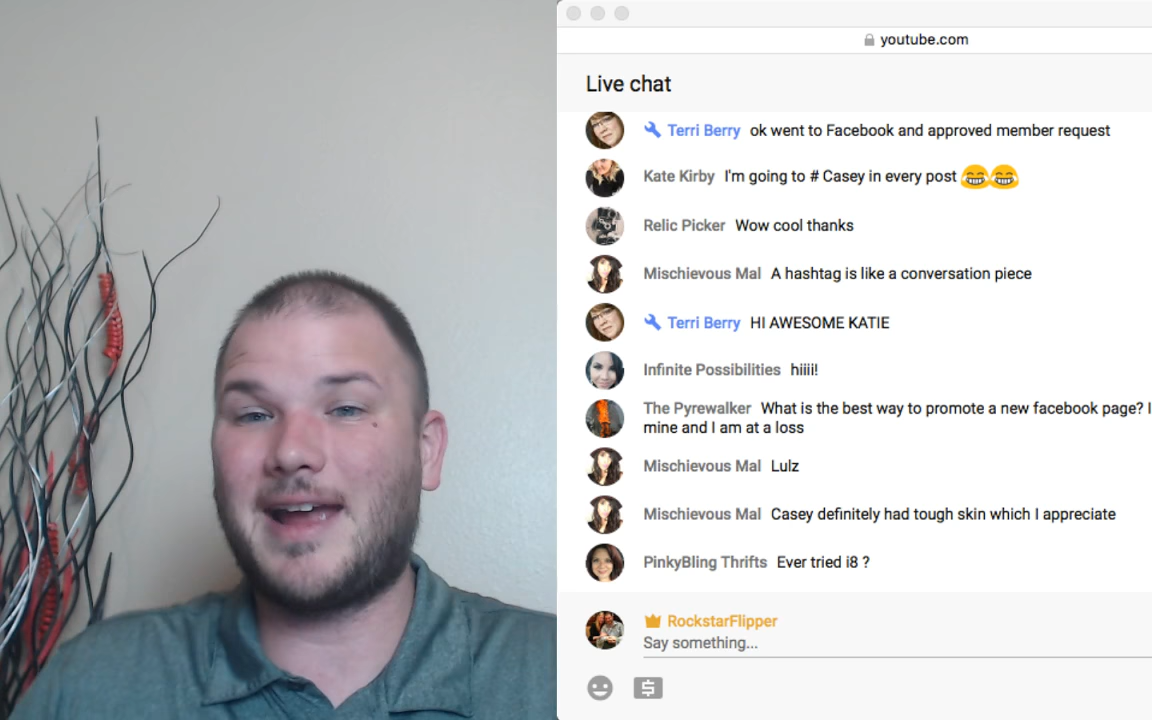 youtube.com
Live chat
Terri Berry ok went to Facebook and approved member request
Kate Kirby I'm going to # Casey in every post 😂😂
Relic Picker Wow cool thanks
Mischievous Mal A hashtag is like a conversation piece
Terri Berry HI AWESOME KATIE
Infinite Possibilities hiiii!
The Pyrewalker What is the best way to promote a new facebook page? I
mine and I am at a loss
Mischievous Mal Lulz
Mischievous Mal Casey definitely had tough skin which I appreciate
PinkyBling Thrifts Ever tried i8 ?
RockstarFlipper
Say something...